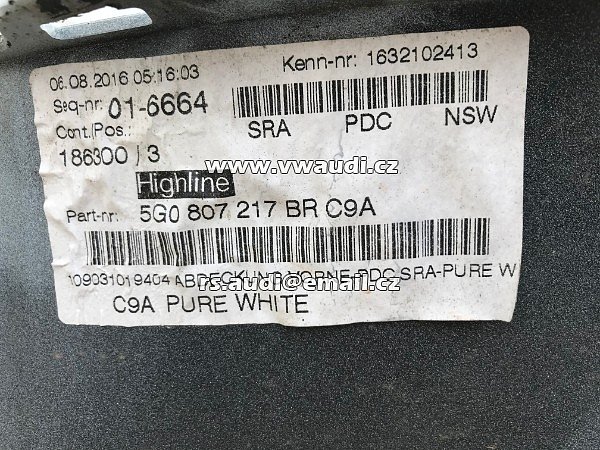 06.08.2016 05:16:03 Kenn-nr: 1632102413
Seq-nr: 01-6664
Cont./Pos.: SRA PDC NSW
186300 / 3 www.vwaudi.cz
Highline
Part-nr: 5G0 807 217 BR C9A
109031019404 ABDECKUNG VORNE-PDC,SRA-PURE W
rs.audi@email.cz
C9A PURE WHITE